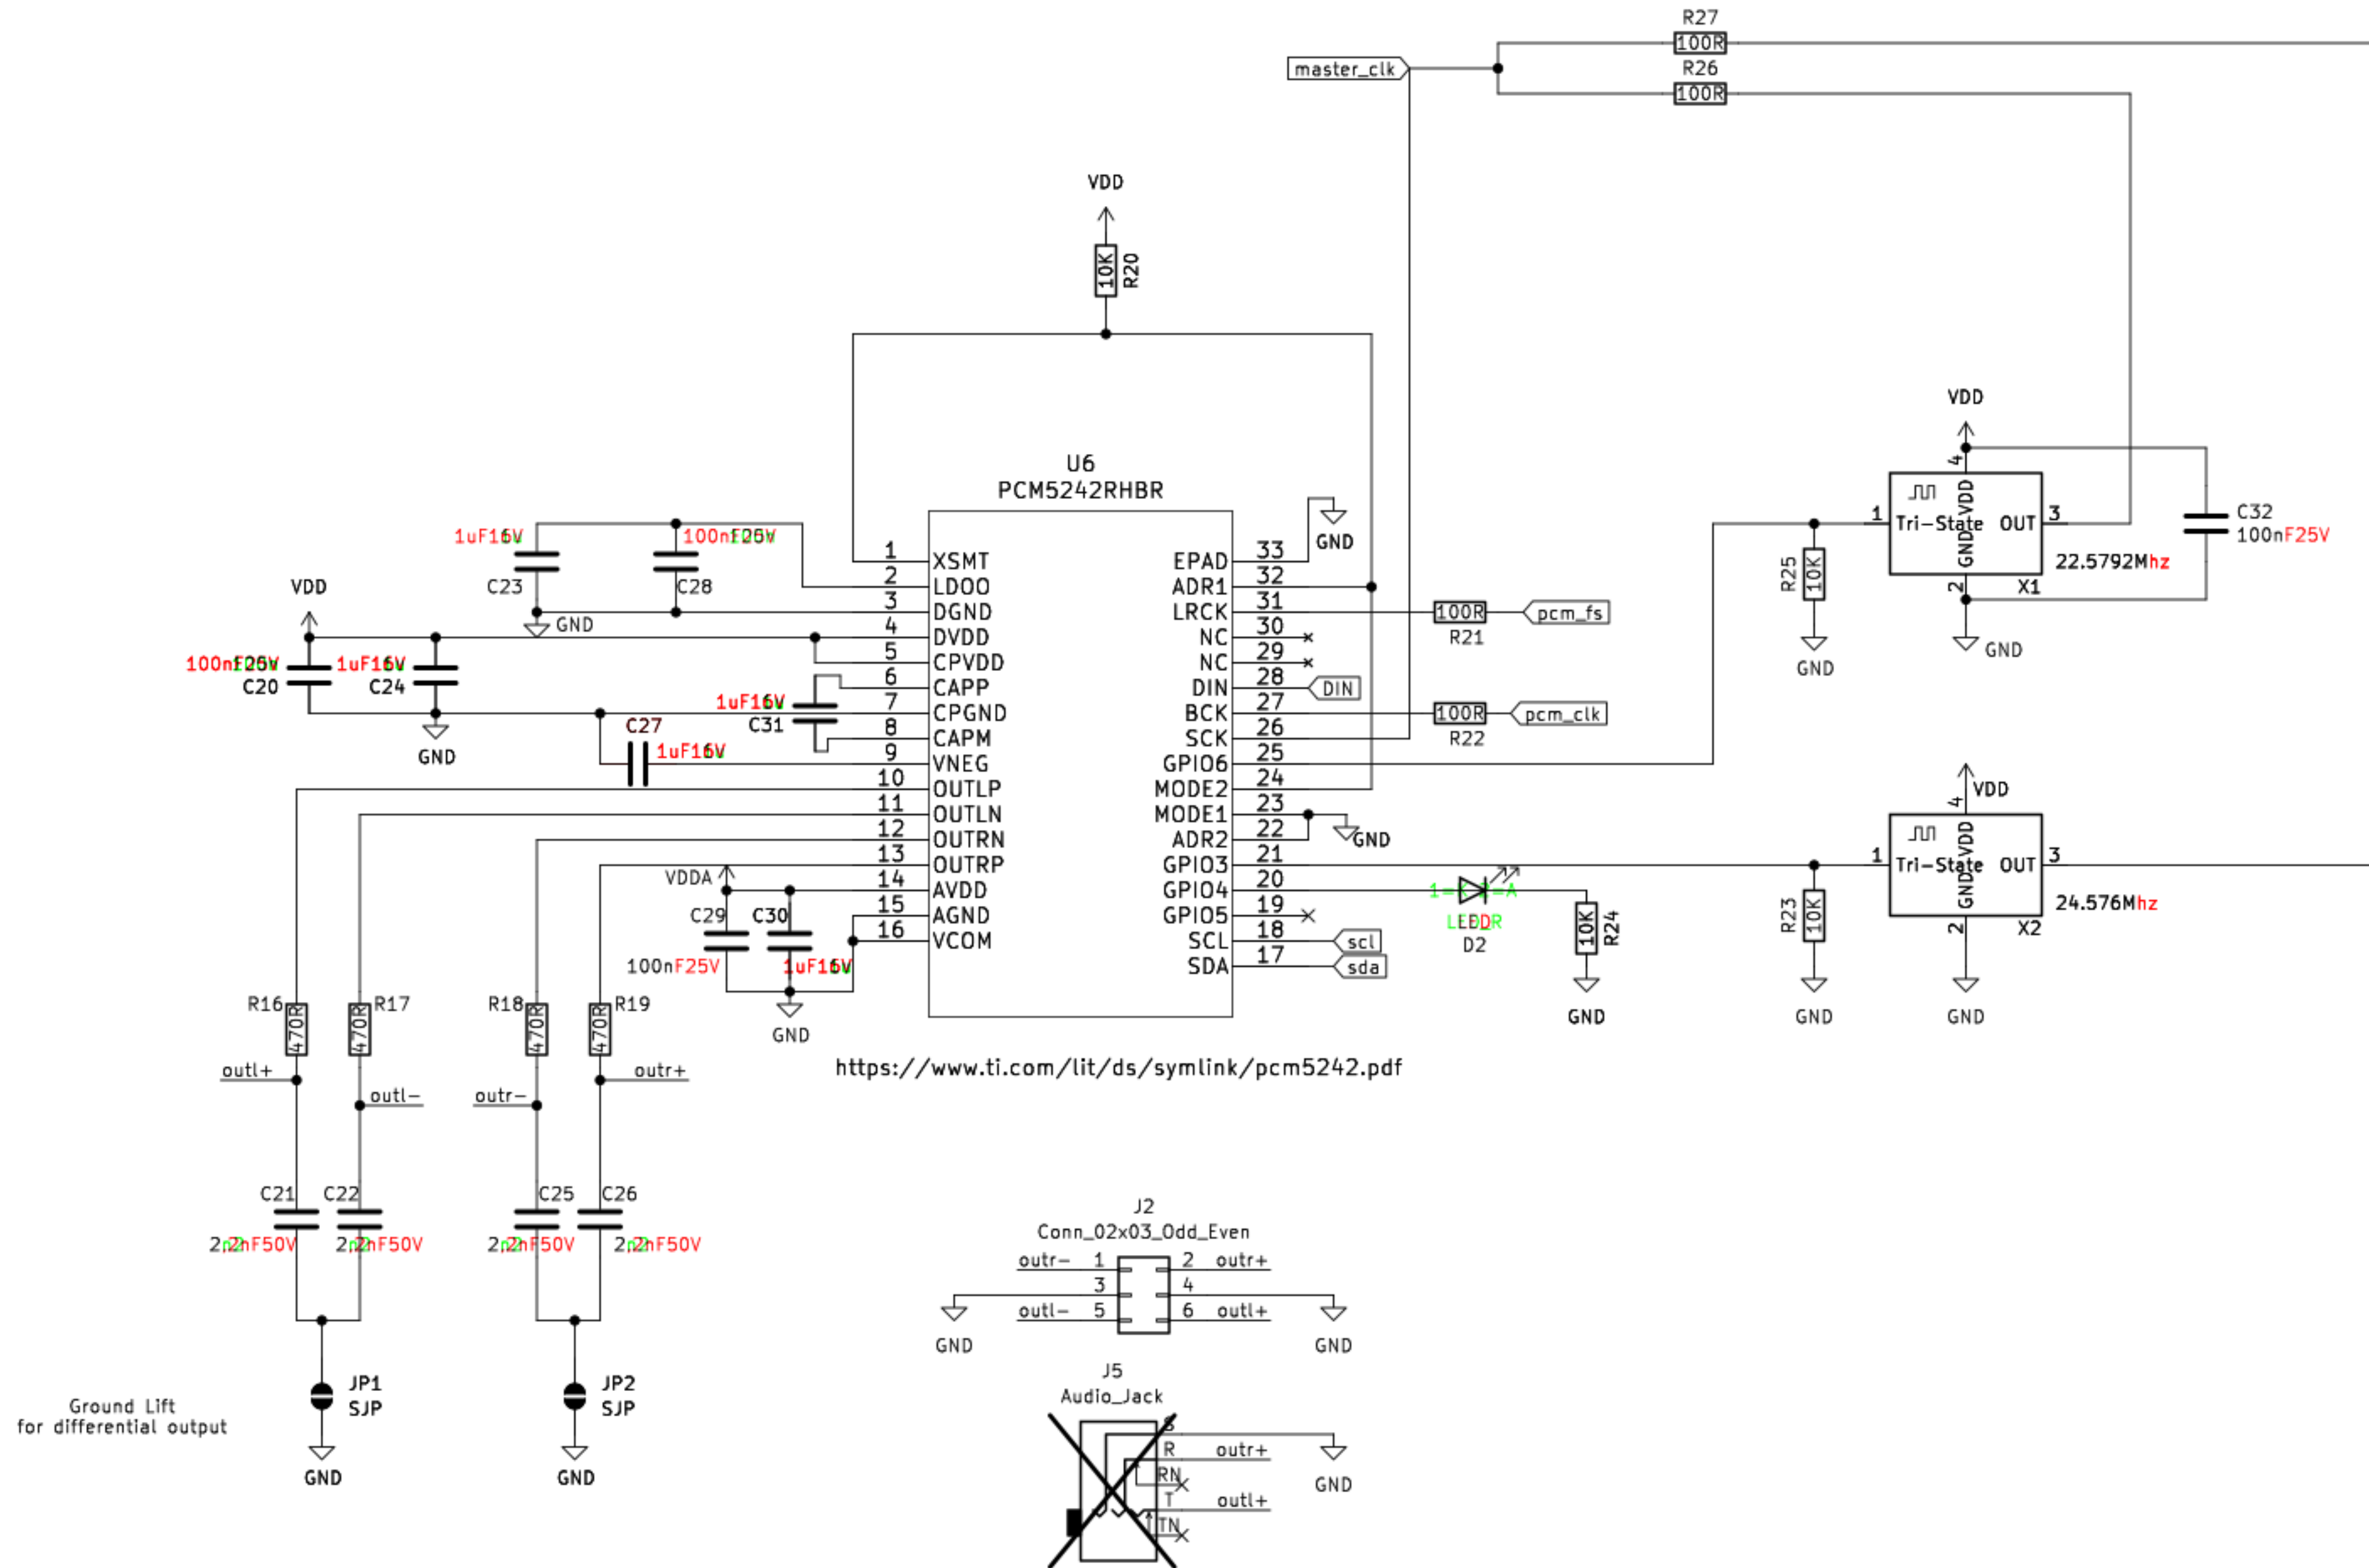 R27
100R
master_clk
R26
100R
VDD
10K
R20
U6
PCM5242RHBR
VDD
4
VDD
GND
1
Tri-State
OUT
3
2
22.5792Mhz
X1
C32
100nF25V
R25
10K
GND
GND
1uF16V
C23
100nF25V
C28
GND
VDD
100nF25V
C20
1uF16V
C24
GND
1uF16V
C31
C27
1uF16V
1
XSMT
2
LDOO
3
DGND
4
DVDD
5
CPVDD
6
CAPP
7
CPGND
8
CAPM
9
VNEG
10
OUTLP
11
OUTLN
12
OUTRN
13
OUTRP
14
AVDD
15
AGND
16
VCOM
EPAD
33
GND
ADR1
32
LRCK
31
100R
R21
pcm_fs
NC
30
NC
29
DIN
28
DIN
BCK
27
100R
R22
pcm_clk
SCK
26
GPIO6
25
MODE2
24
MODE1
23
GND
ADR2
22
GPIO3
21
GPIO4
20
GPIO5
19
SCL
18
scl
SDA
17
sda
D2
10K
R24
GND
VDD
4
VDD
GND
1
Tri-State
OUT
3
2
24.576Mhz
X2
R23
10K
GND
GND
VDDA
C29
100nF25V
C30
1uF16V
GND
R16
470R
R17
470R
R18
470R
R19
470R
outl+
outl-
outr-
outr+
https://www.ti.com/lit/ds/symlink/pcm5242.pdf
C21
2,2nF50V
C22
2,2nF50V
C25
2,2nF50V
C26
2,2nF50V
J2
Conn_02x03_Odd_Even
outr- 1 2 outr+
3 4
outl- 5 6 outl+
GND
GND
JP1
SJP
JP2
SJP
Ground Lift
for differential output
GND
GND
J5
Audio_Jack
S
R outr+
RN
T outl+
TN
GND